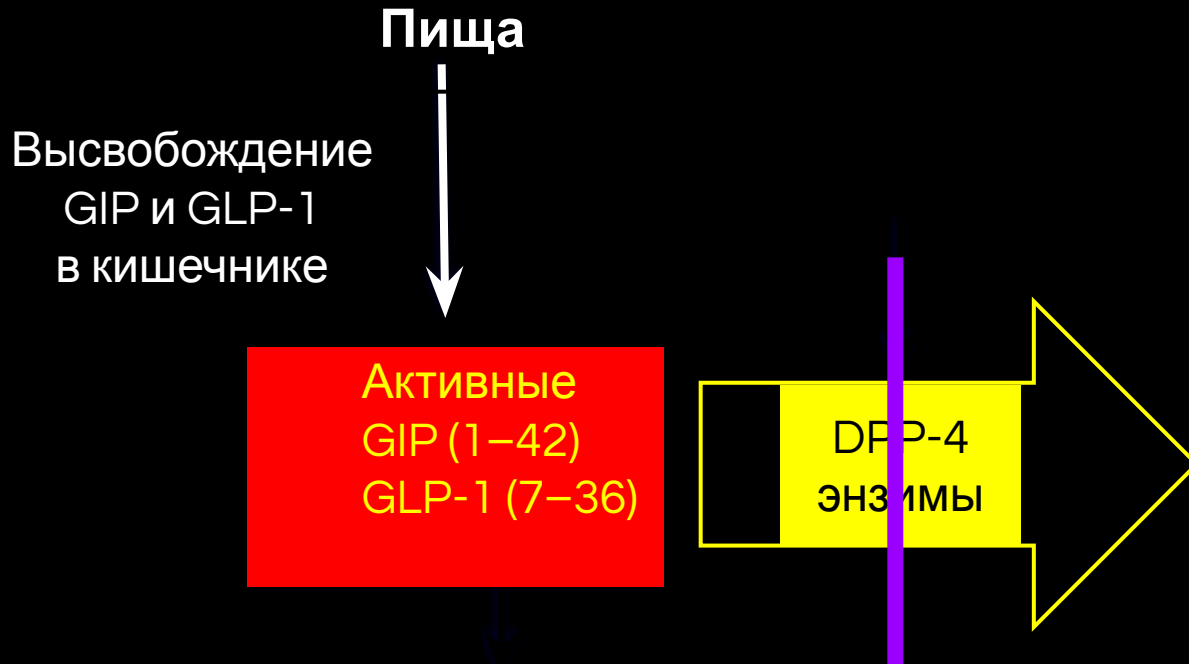 Пища
Высвобождение
GIP и GLP-1
в кишечнике
Активные
GIP (1–42)
GLP-1 (7–36)
DPP-4
энзимы